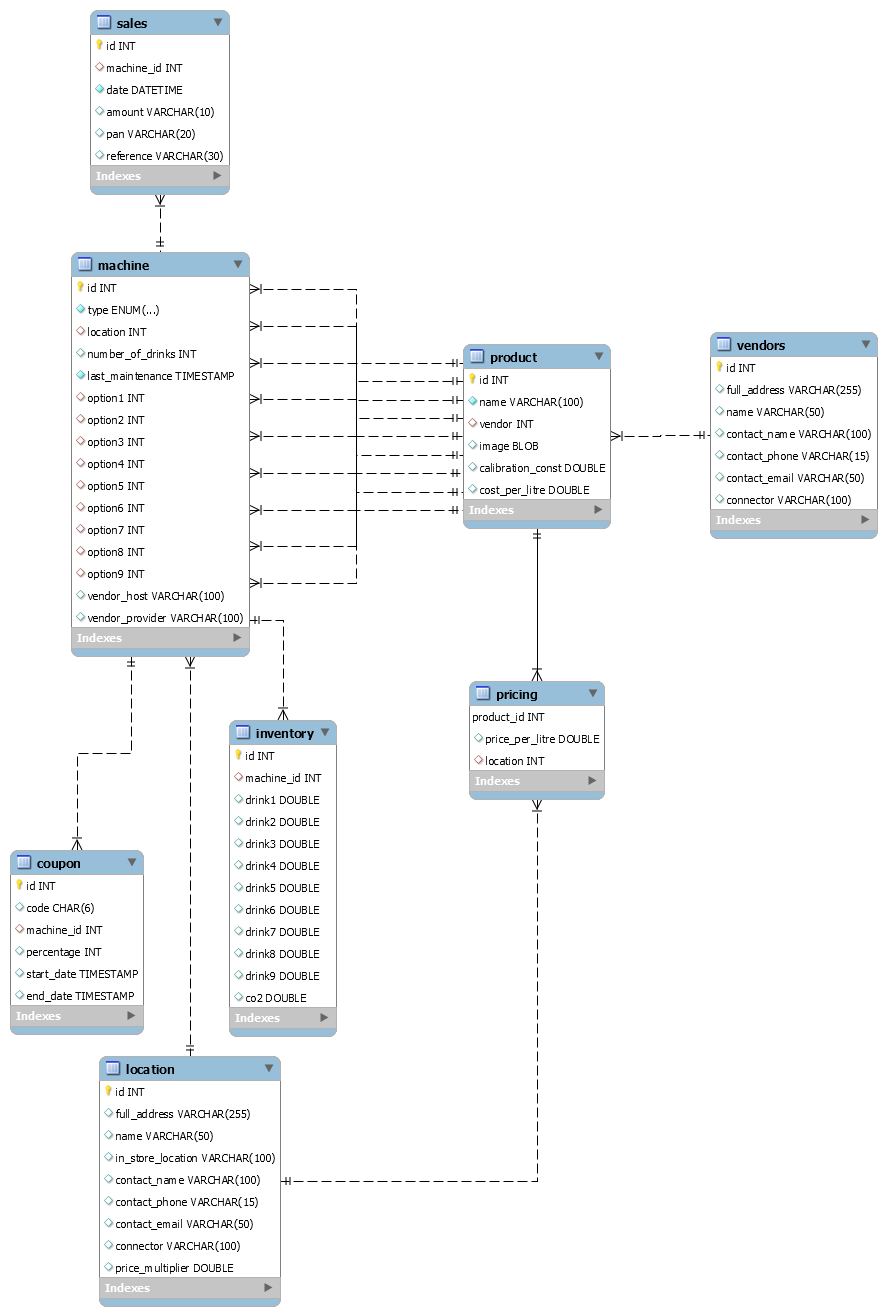 sales
id INT
machine_id INT
date DATETIME
amount VARCHAR(10)
pan VARCHAR(20)
reference VARCHAR(30)
Indexes
machine
id INT
type ENUM(...)
location INT
number_of_drinks INT
last_maintenance TIMESTAMP
option1 INT
option2 INT
option3 INT
option4 INT
option5 INT
option6 INT
option7 INT
option8 INT
option9 INT
vendor_host VARCHAR(100)
vendor_provider VARCHAR(100)
Indexes
product
id INT
name VARCHAR(100)
vendor INT
image BLOB
calibration_const DOUBLE
cost_per_litre DOUBLE
Indexes
vendors
id INT
full_address VARCHAR(255)
name VARCHAR(50)
contact_name VARCHAR(100)
contact_phone VARCHAR(15)
contact_email VARCHAR(50)
connector VARCHAR(100)
Indexes
pricing
product_id INT
price_per_litre DOUBLE
location INT
Indexes
inventory
id INT
machine_id INT
drink1 DOUBLE
drink2 DOUBLE
drink3 DOUBLE
drink4 DOUBLE
drink5 DOUBLE
drink6 DOUBLE
drink7 DOUBLE
drink8 DOUBLE
drink9 DOUBLE
co2 DOUBLE
Indexes
coupon
id INT
code CHAR(6)
machine_id INT
percentage INT
start_date TIMESTAMP
end_date TIMESTAMP
Indexes
location
id INT
full_address VARCHAR(255)
name VARCHAR(50)
in_store_location VARCHAR(100)
contact_name VARCHAR(100)
contact_phone VARCHAR(15)
contact_email VARCHAR(50)
connector VARCHAR(100)
price_multiplier DOUBLE
Indexes